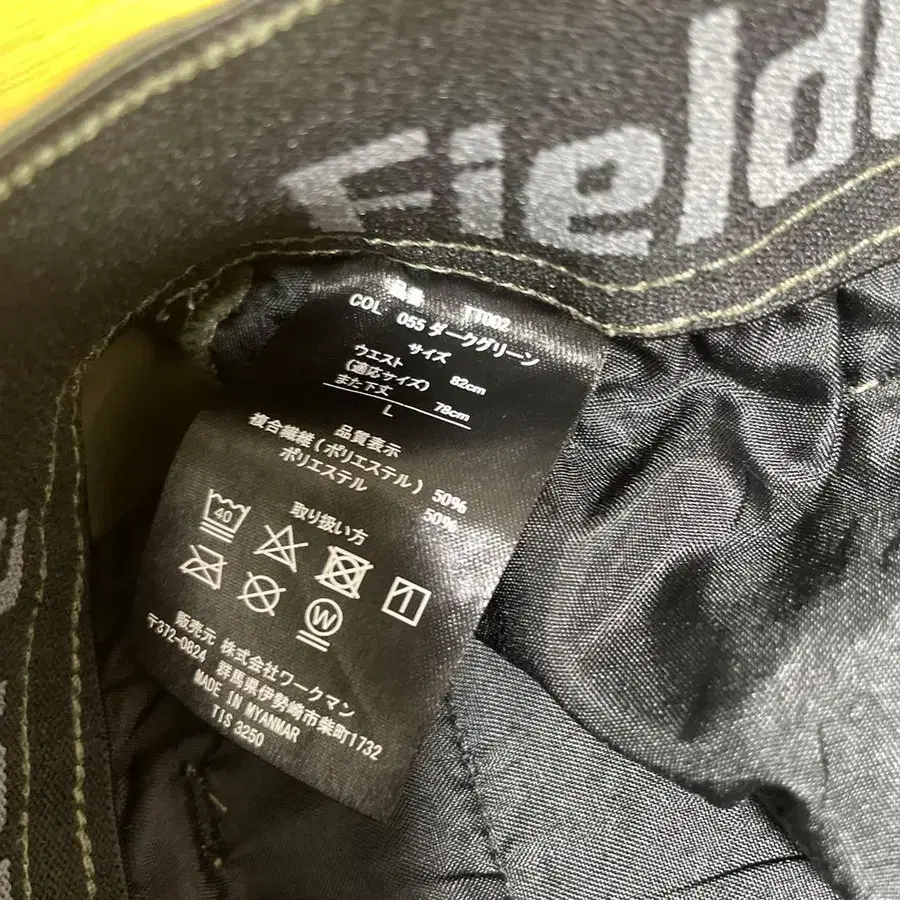 Field
品番 TT002
COL 055 ダークグリーン
サイズ
ウエスト
(適応サイズ) 82cm
また下丈 78cm
L
品質表示
複合繊維(ポリエステル) 50%
ポリエステル 50%
取り扱い方
40
W
販売元 株式会社ワークマン
〒372-0824 群馬県伊勢崎市柴町1732
MADE IN MYANMAR
TIS 3250